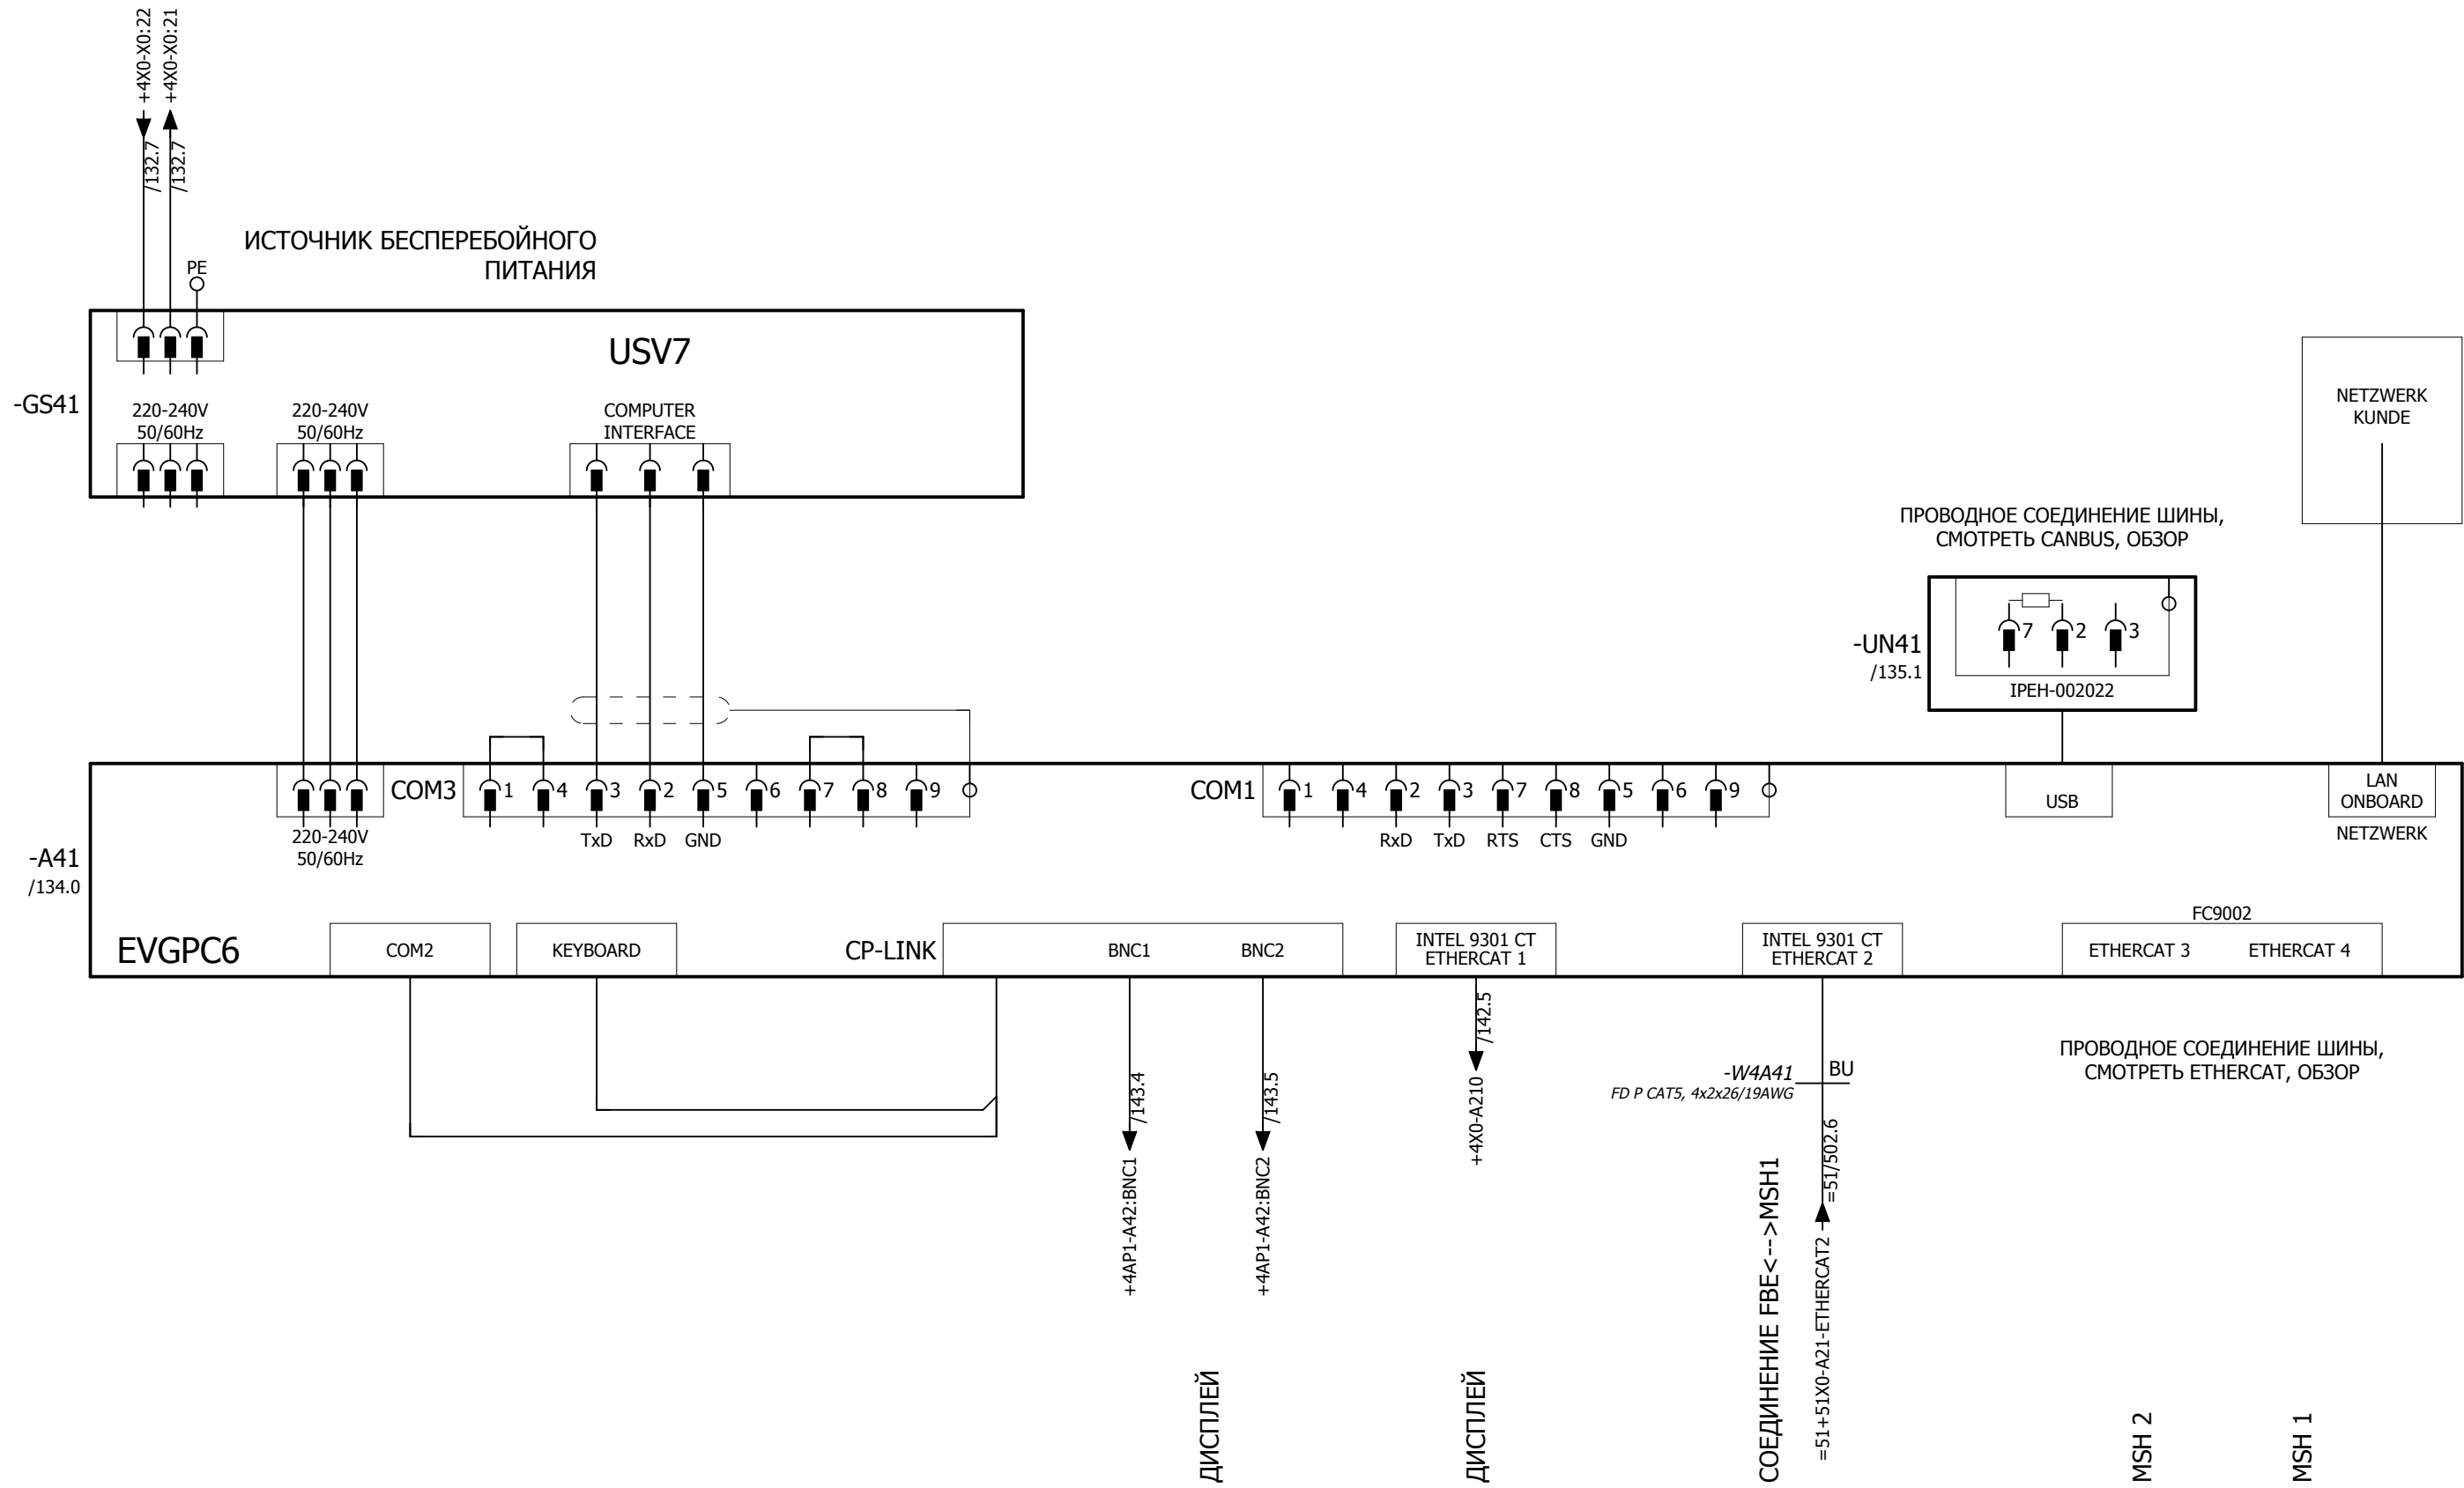 +4X0-X0:22
+4X0-X0:21
/132.7
/132.7
ИСТОЧНИК БЕСПЕРЕБОЙНОГО
ПИТАНИЯ
PE
USV7
-GS41
220-240V
50/60Hz
220-240V
50/60Hz
COMPUTER
INTERFACE
NETZWERK
KUNDE
ПРОВОДНОЕ СОЕДИНЕНИЕ ШИНЫ,
СМОТРЕТЬ CANBUS, ОБЗОР
-UN41
/135.1
7 2 3
IPEH-002022
COM3
1 4 3 2 5 6 7 8 9
TxD RxD GND
220-240V
50/60Hz
COM1
1 4 2 3 7 8 5 6 9
RxD TxD RTS CTS GND
USB
LAN
ONBOARD
NETZWERK
-A41
/134.0
EVGPC6
COM2
KEYBOARD
CP-LINK
BNC1
BNC2
INTEL 9301 CT
ETHERCAT 1
INTEL 9301 CT
ETHERCAT 2
FC9002
ETHERCAT 3
ETHERCAT 4
/143.4
+4AP1-A42:BNC1
/143.5
+4AP1-A42:BNC2
/142.5
+4X0-A210
-W4A41
BU
FD P CAT5, 4x2x26/19AWG
=51/502.6
=51+51X0-A21-ETHERCAT2
ПРОВОДНОЕ СОЕДИНЕНИЕ ШИНЫ,
СМОТРЕТЬ ETHERCAT, ОБЗОР
ДИСПЛЕЙ
ДИСПЛЕЙ
СОЕДИНЕНИЕ FBE<-->MSH1
MSH 2
MSH 1